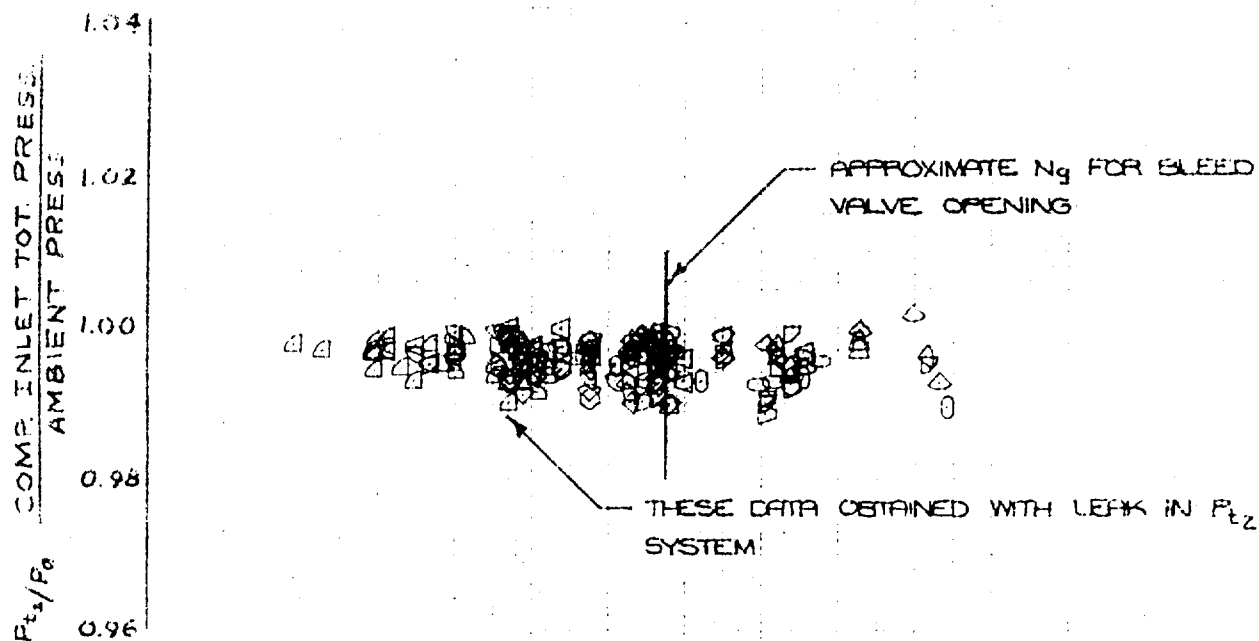 1.04
1.02
1.00
0.98
0.96
COMP INLET TOT. PRESS.
AMBIENT PRESS
Pt2/Pa
APPROXIMATE Ng FOR BLEED
VALVE OPENING
THESE DATA OBTAINED WITH LEAK IN Pt2
SYSTEM